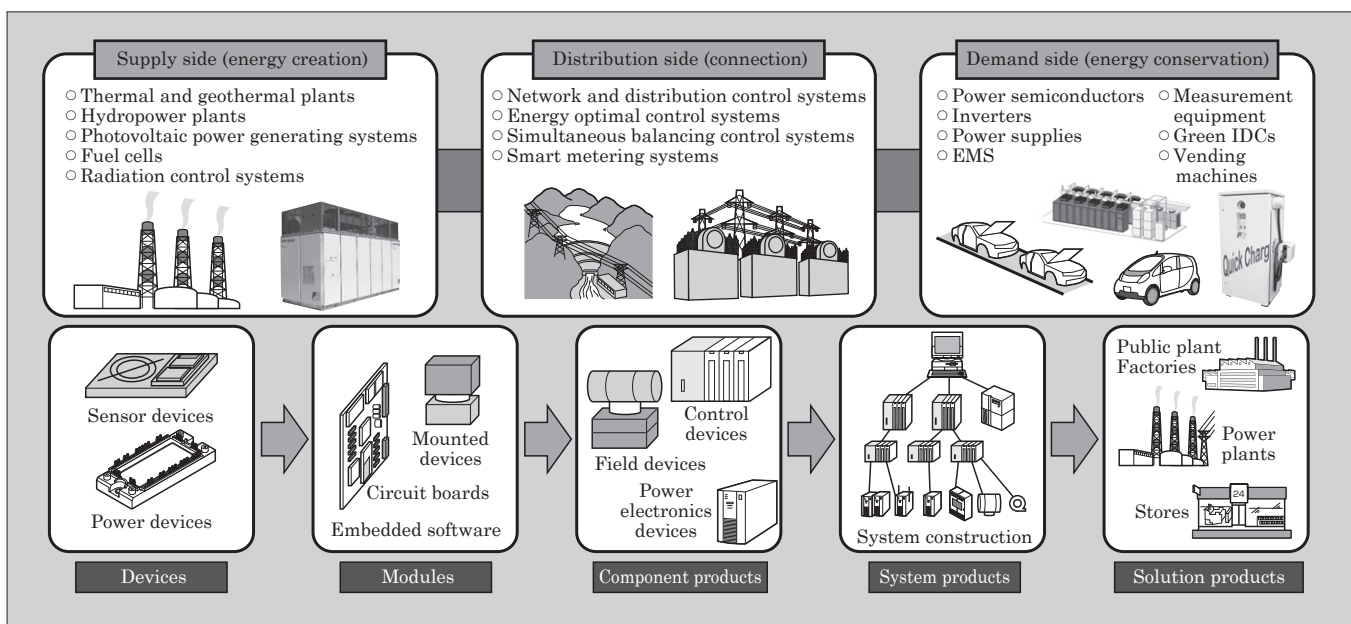 Supply side (energy creation)
○ Thermal and geothermal plants
○ Hydropower plants
○ Photovoltaic power generating systems
○ Fuel cells
○ Radiation control systems
Distribution side (connection)
○ Network and distribution control systems
○ Energy optimal control systems
○ Simultaneous balancing control systems
○ Smart metering systems
Demand side (energy conservation)
○ Power semiconductors
○ Inverters
○ Power supplies
○ EMS
○ Measurement
equipment
○ Green IDCs
○ Vending
machines
Quick Charg
Sensor devices
Power devices
Devices
Mounted
devices
Circuit boards
Embedded software
Modules
Control
devices
Field devices
Power
electronics
devices
Component products
System construction
System products
Public plant
Factories
Power
plants
24
Stores
Solution products